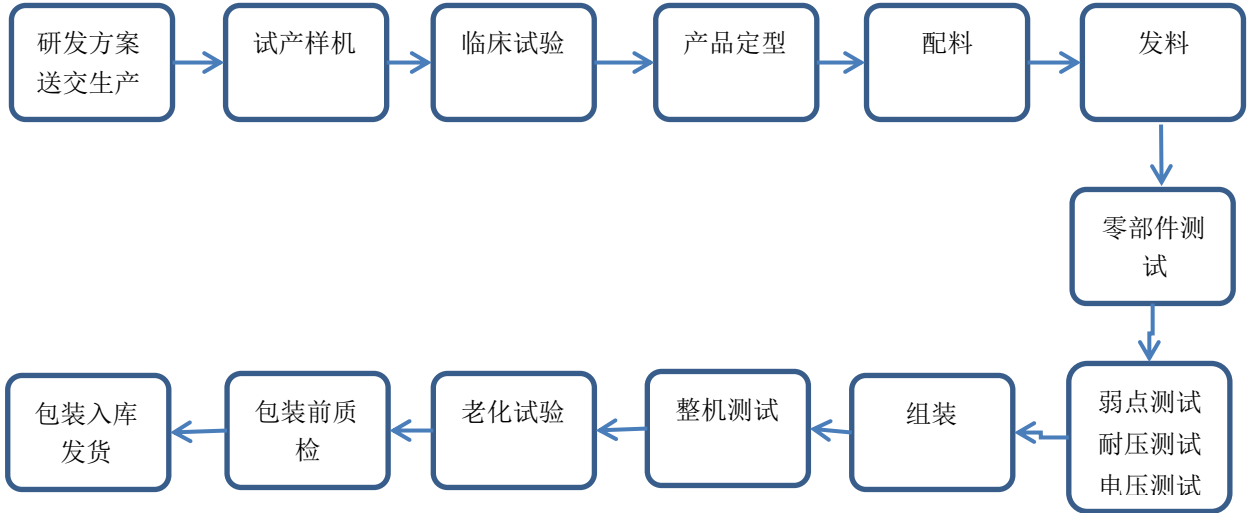 研发方案
送交生产
试产样机
临床试验
产品定型
配料
发料
零部件测
试
弱点测试
耐压测试
电压测试
组装
整机测试
老化试验
包装前质
检
包装入库
发货